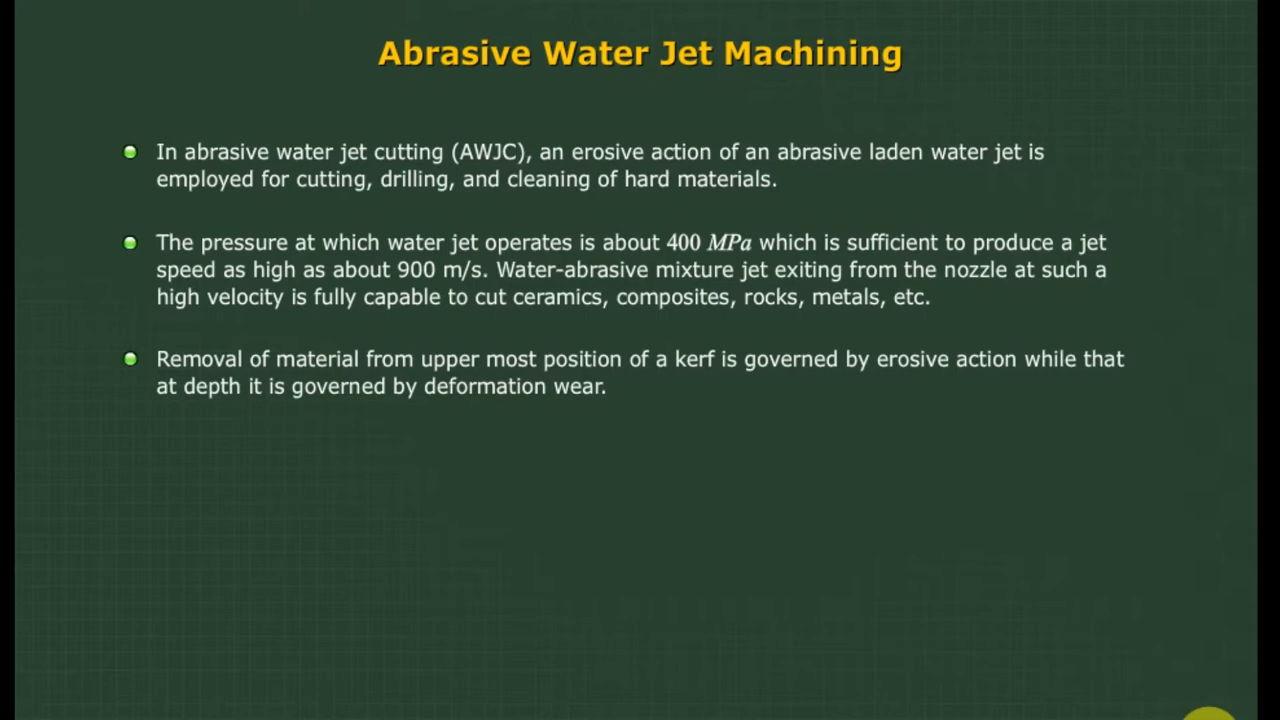 Abrasive Water Jet Machining
In abrasive water jet cutting (AWJC), an erosive action of an abrasive laden water jet is
employed for cutting, drilling, and cleaning of hard materials.
The pressure at which water jet operates is about 400 MPa which is sufficient to produce a jet
speed as high as about 900 m/s. Water-abrasive mixture jet exiting from the nozzle at such a
high velocity is fully capable to cut ceramics, composites, rocks, metals, etc.
Removal of material from upper most position of a kerf is governed by erosive action while that
at depth it is governed by deformation wear.